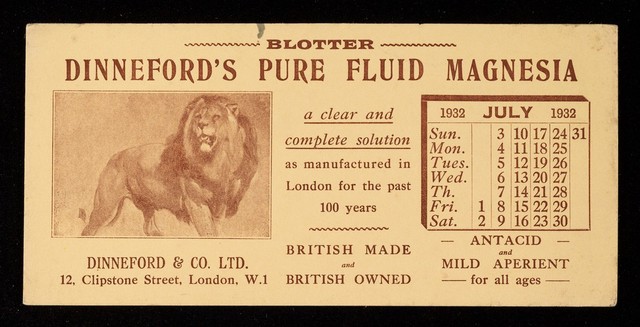 BLOTTER
DINNEFORD'S PURE FLUID MAGNESIA
a clear and
complete solution
as manufactured in
London for the past
100 years
BRITISH MADE
and
BRITISH OWNED
DINNEFORD & CO. LTD.
12, Clipstone Street, London, W.1
1932 JULY 1932
Sun. 3 10 17 24 31
Mon. 4 11 18 25
Tues. 5 12 19 26
Wed. 6 13 20 27
Th. 7 14 21 28
Fri. 1 8 15 22 29
Sat. 2 9 16 23 30
— ANTACID —
and
MILD APERIENT
— for all ages —